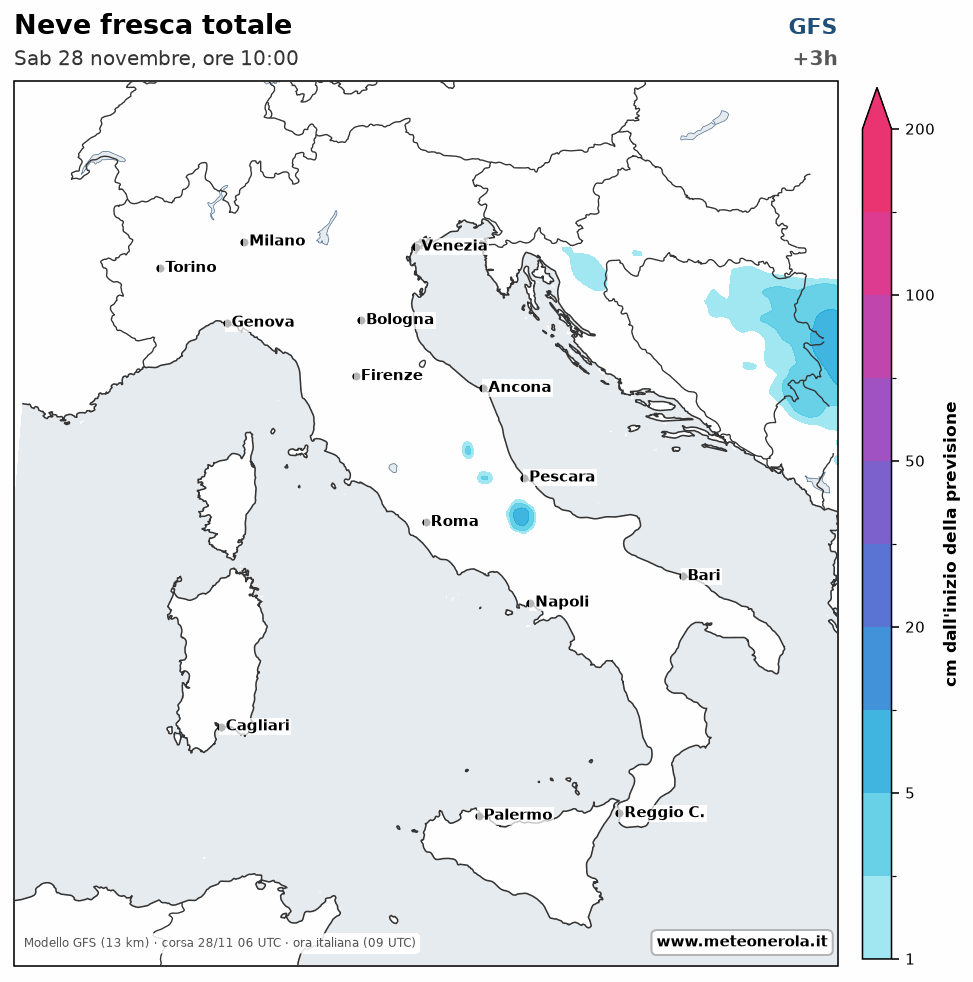 Neve fresca totale
GFS
Sab 28 novembre, ore 10:00
+3h
200
100
50
20
5
1
cm dall'inizio della previsione
Milano
Venezia
Torino
Genova
Bologna
Firenze
Ancona
Pescara
Roma
Bari
Napoli
Cagliari
Palermo
Reggio C.
Modello GFS (13 km) · corsa 28/11 06 UTC · ora italiana (09 UTC)
www.meteonerola.it